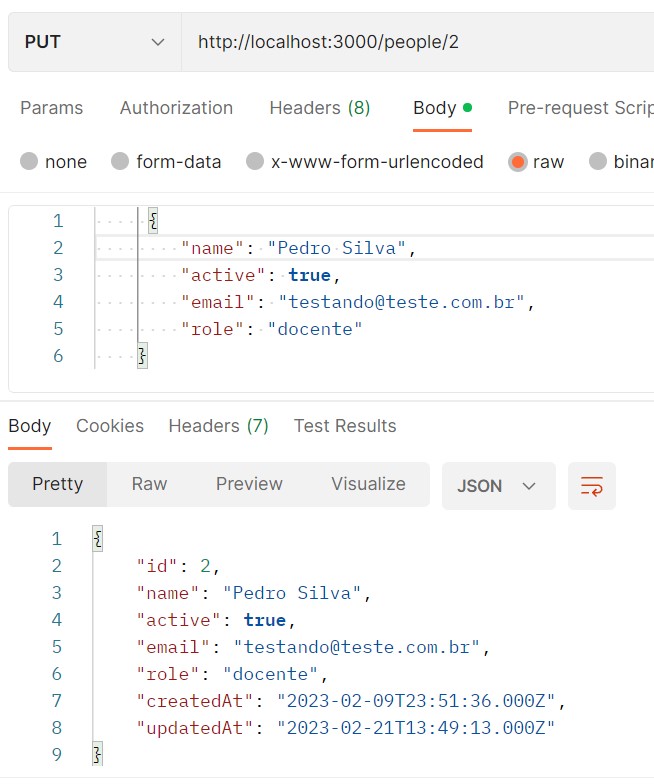 PUT http://localhost:3000/people/2
Params Authorization Headers (8) Body Pre-request Scrip
none form-data x-www-form-urlencoded raw binar
1 {
2 "name": "Pedro Silva",
3 "active": true,
4 "email": "testando@teste.com.br",
5 "role": "docente"
6 }
Body Cookies Headers (7) Test Results
Pretty Raw Preview Visualize JSON
1 {
2 "id": 2,
3 "name": "Pedro Silva",
4 "active": true,
5 "email": "testando@teste.com.br",
6 "role": "docente",
7 "createdAt": "2023-02-09T23:51:36.000Z",
8 "updatedAt": "2023-02-21T13:49:13.000Z"
9 }